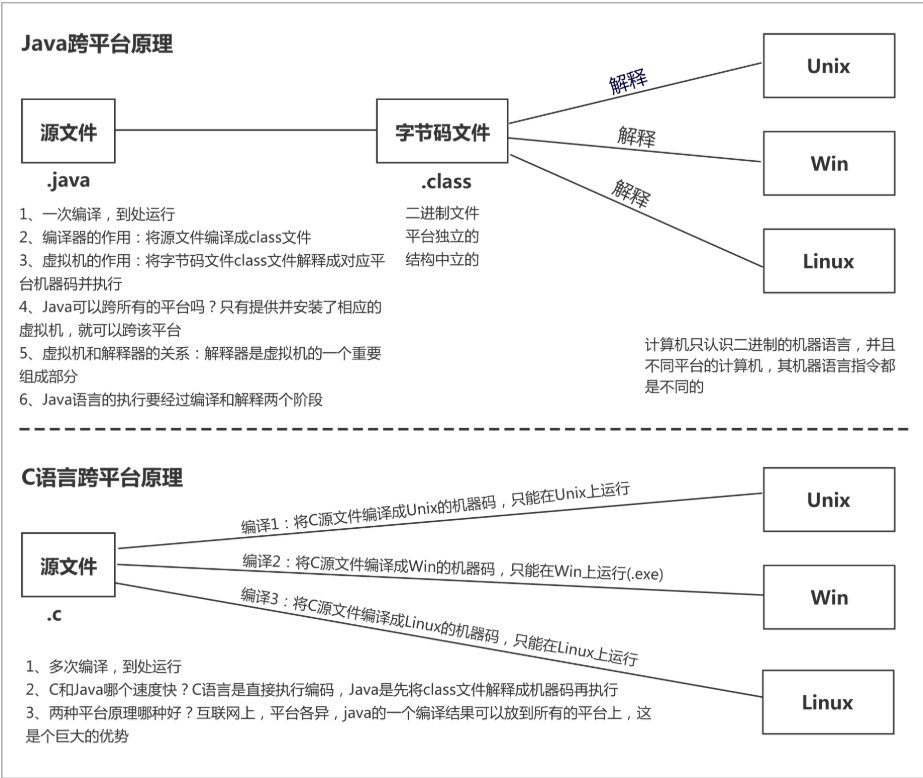 Java跨平台原理
Unix
解释
源文件
字节码文件
解释
Win
.java
.class
解释
1、一次编译，到处运行
二进制文件
2、编译器的作用：将源文件编译成class文件
平台独立的
3、虚拟机的作用：将字节码文件class文件解释成对应平
结构中立的
台机器码并执行
Linux
4、Java可以跨所有的平台吗？只有提供并安装了相应的
虚拟机，就可以跨该平台
5、虚拟机和解释器的关系：解释器是虚拟机的一个重要
组成部分
6、Java语言的执行要经过编译和解释两个阶段
计算机只认识二进制的机器语言，并且
不同平台的计算机，其机器语言指令都
是不同的
C语言跨平台原理
编译1：将C源文件编译成Unix的机器码，只能在Unix上运行
Unix
源文件
编译2：将C源文件编译成Win的机器码，只能在Win上运行(.exe)
Win
.c
编译3：将C源文件编译成Linux的机器码，只能在Linux上运行
Linux
1、多次编译，到处运行
2、C和Java哪个速度快？C语言是直接执行编码，Java是先将class文件解释成机器码再执行
3、两种平台原理哪种好？互联网上，平台各异，java的一个编译结果可以放到所有的平台上，这
是个巨大的优势